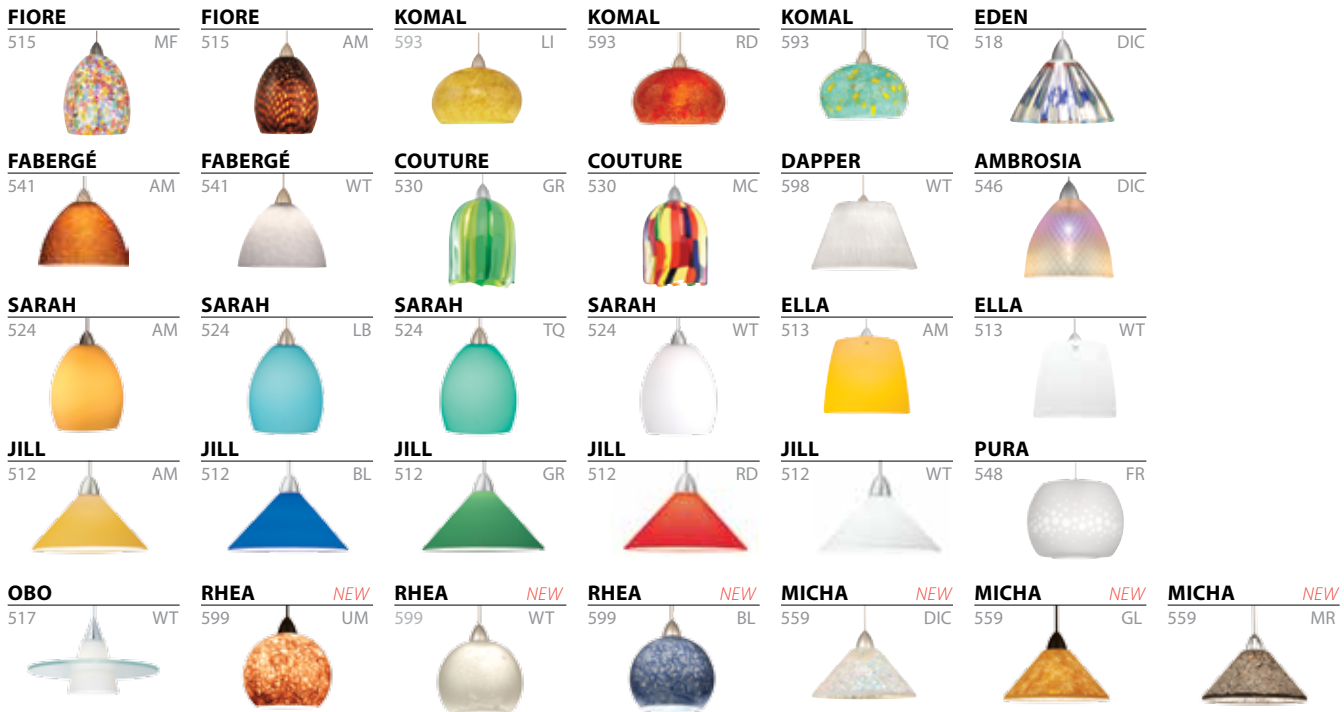 FIORE FIORE KOMAL KOMAL KOMAL EDEN
515 MF 515 AM 593 LI 593 RD 593 TQ 518 DIC
FABERGÉ FABERGÉ COUTURE COUTURE DAPPER AMBROSIA
541 AM 541 WT 530 GR 530 MC 598 WT 546 DIC
SARAH SARAH SARAH SARAH ELLA ELLA
524 AM 524 LB 524 TQ 524 WT 513 AM 513 WT
JILL JILL JILL JILL JILL PURA
512 AM 512 BL 512 GR 512 RD 512 WT 548 FR
OBO RHEA NEW RHEA NEW RHEA NEW MICHA NEW MICHA NEW MICHA NEW
517 WT 599 UM 599 WT 599 BL 559 DIC 559 GL 559 MR